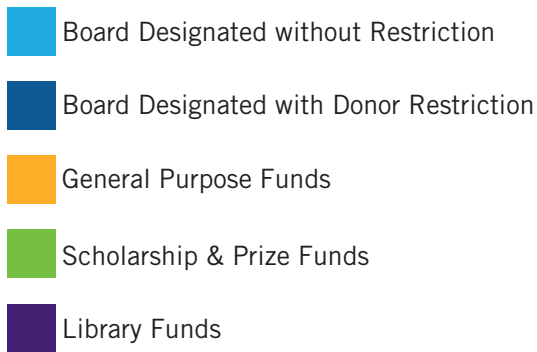 Board Designated without Restriction
Board Designated with Donor Restriction
General Purpose Funds
Scholarship & Prize Funds
Library Funds